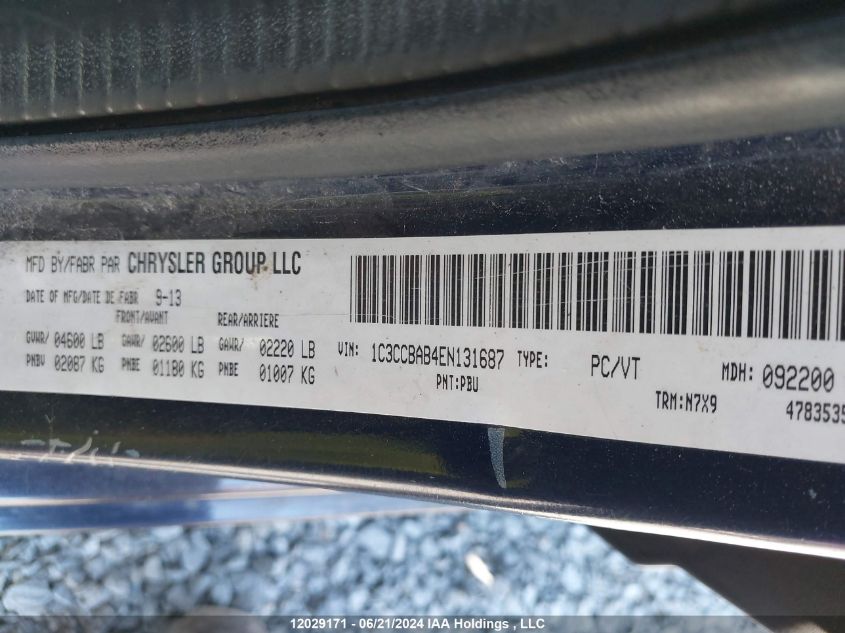 MFD BY/FABR PAR CHRYSLER GROUP LLC
DATE OF MFG/DATE DE FABR 9-13
FRONT/AVANT REAR/ARRIERE
GVWR/ 04600 LB GAWR/ 02600 LB GAWR/ 02220 LB
PNBV 02087 KG PNBE 01180 KG PNBE 01007 KG
VIN: 1C3CCBAB4EN131687 TYPE: PC/VT MDH: 092200
PNT:PBU TRM:N7X9 4783535
12029171 - 06/21/2024 IAA Holdings , LLC